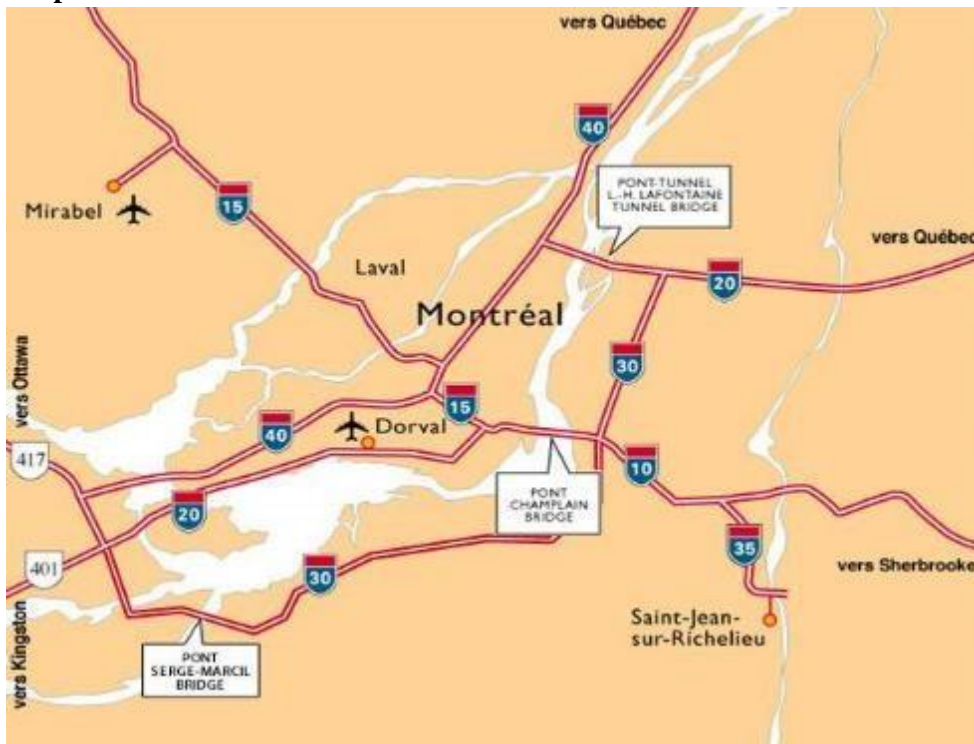 vers Québec
40
PONT-TUNNEL
L.-H. LAFONTAINE
TUNNEL BRIDGE
15
Mirabel
vers Québec
Laval
20
Montréal
30
vers Ottawa
15
40
Dorval
417
10
PONT
CHAMPLAIN
BRIDGE
20
35
401
30
vers Sherbrooke
Saint-Jean-
sur-Richelieu
vers Kingston
PONT
SERGE-MARCIL
BRIDGE